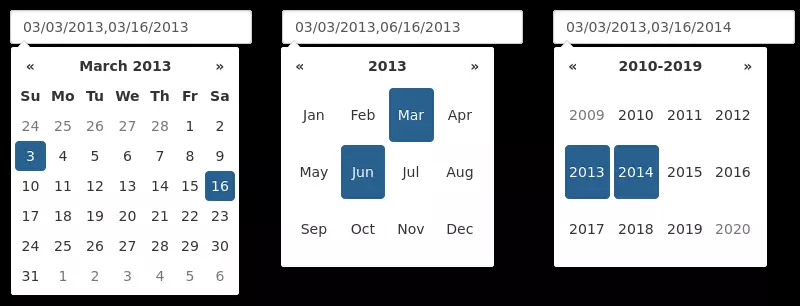 03/03/2013,03/16/2013
« March 2013 »
Su Mo Tu We Th Fr Sa
24 25 26 27 28 1 2
3 4 5 6 7 8 9
10 11 12 13 14 15 16
17 18 19 20 21 22 23
24 25 26 27 28 29 30
31 1 2 3 4 5 6
03/03/2013,06/16/2013
« 2013 »
Jan Feb Mar Apr
May Jun Jul Aug
Sep Oct Nov Dec
03/03/2013,03/16/2014
« 2010-2019 »
2009 2010 2011 2012
2013 2014 2015 2016
2017 2018 2019 2020